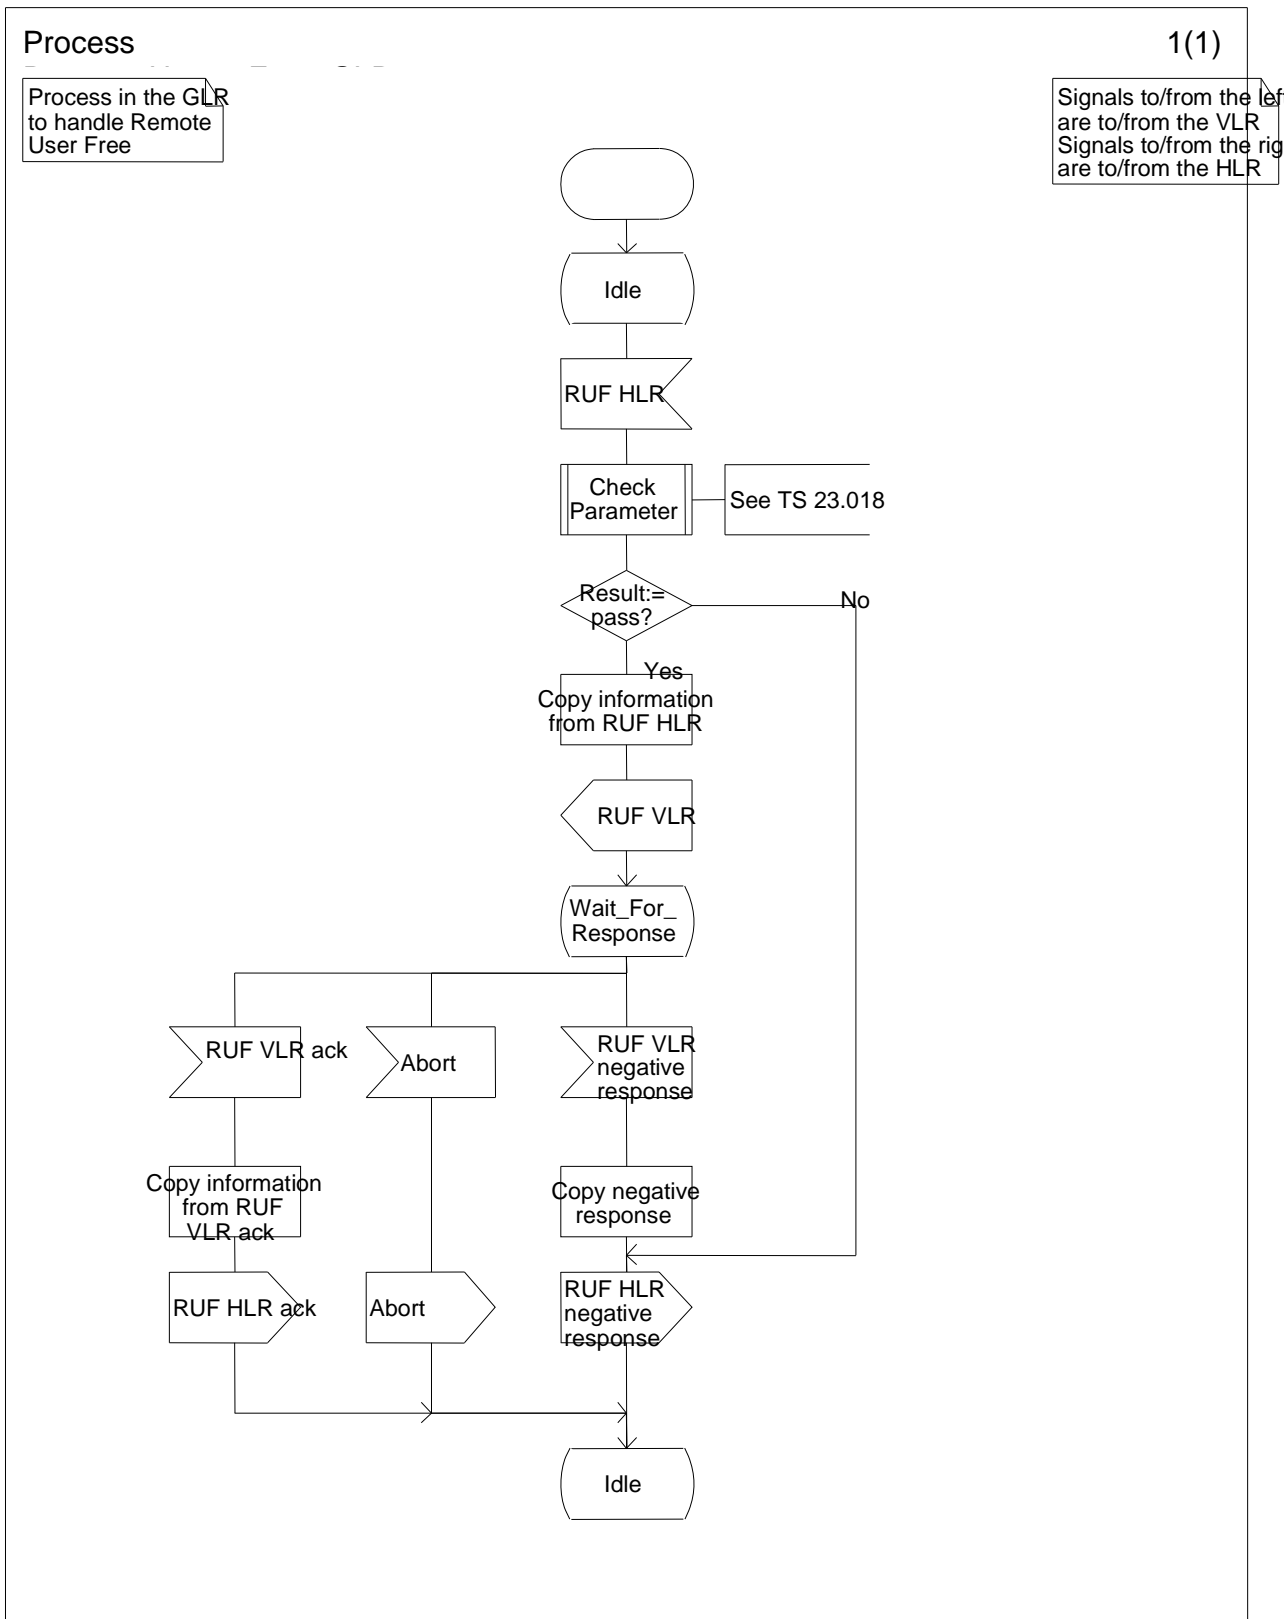 Process
1(1)
Process in the GLR
to handle Remote
User Free
Signals to/from the left
are to/from the VLR
Signals to/from the
are to/from the HLR
Idle
RUF HLR
Check
Parameter
See TS 23.018
Result:=
pass?
No
Yes
Copy information
from RUF HLR
RUF VLR
Wait_For_
Response
RUF VLR ack
Abort
RUF VLR
negative
response
Copy information
from RUF
VLR ack
Copy negative
response
RUF HLR ack
Abort
RUF HLR
negative
response
Idle